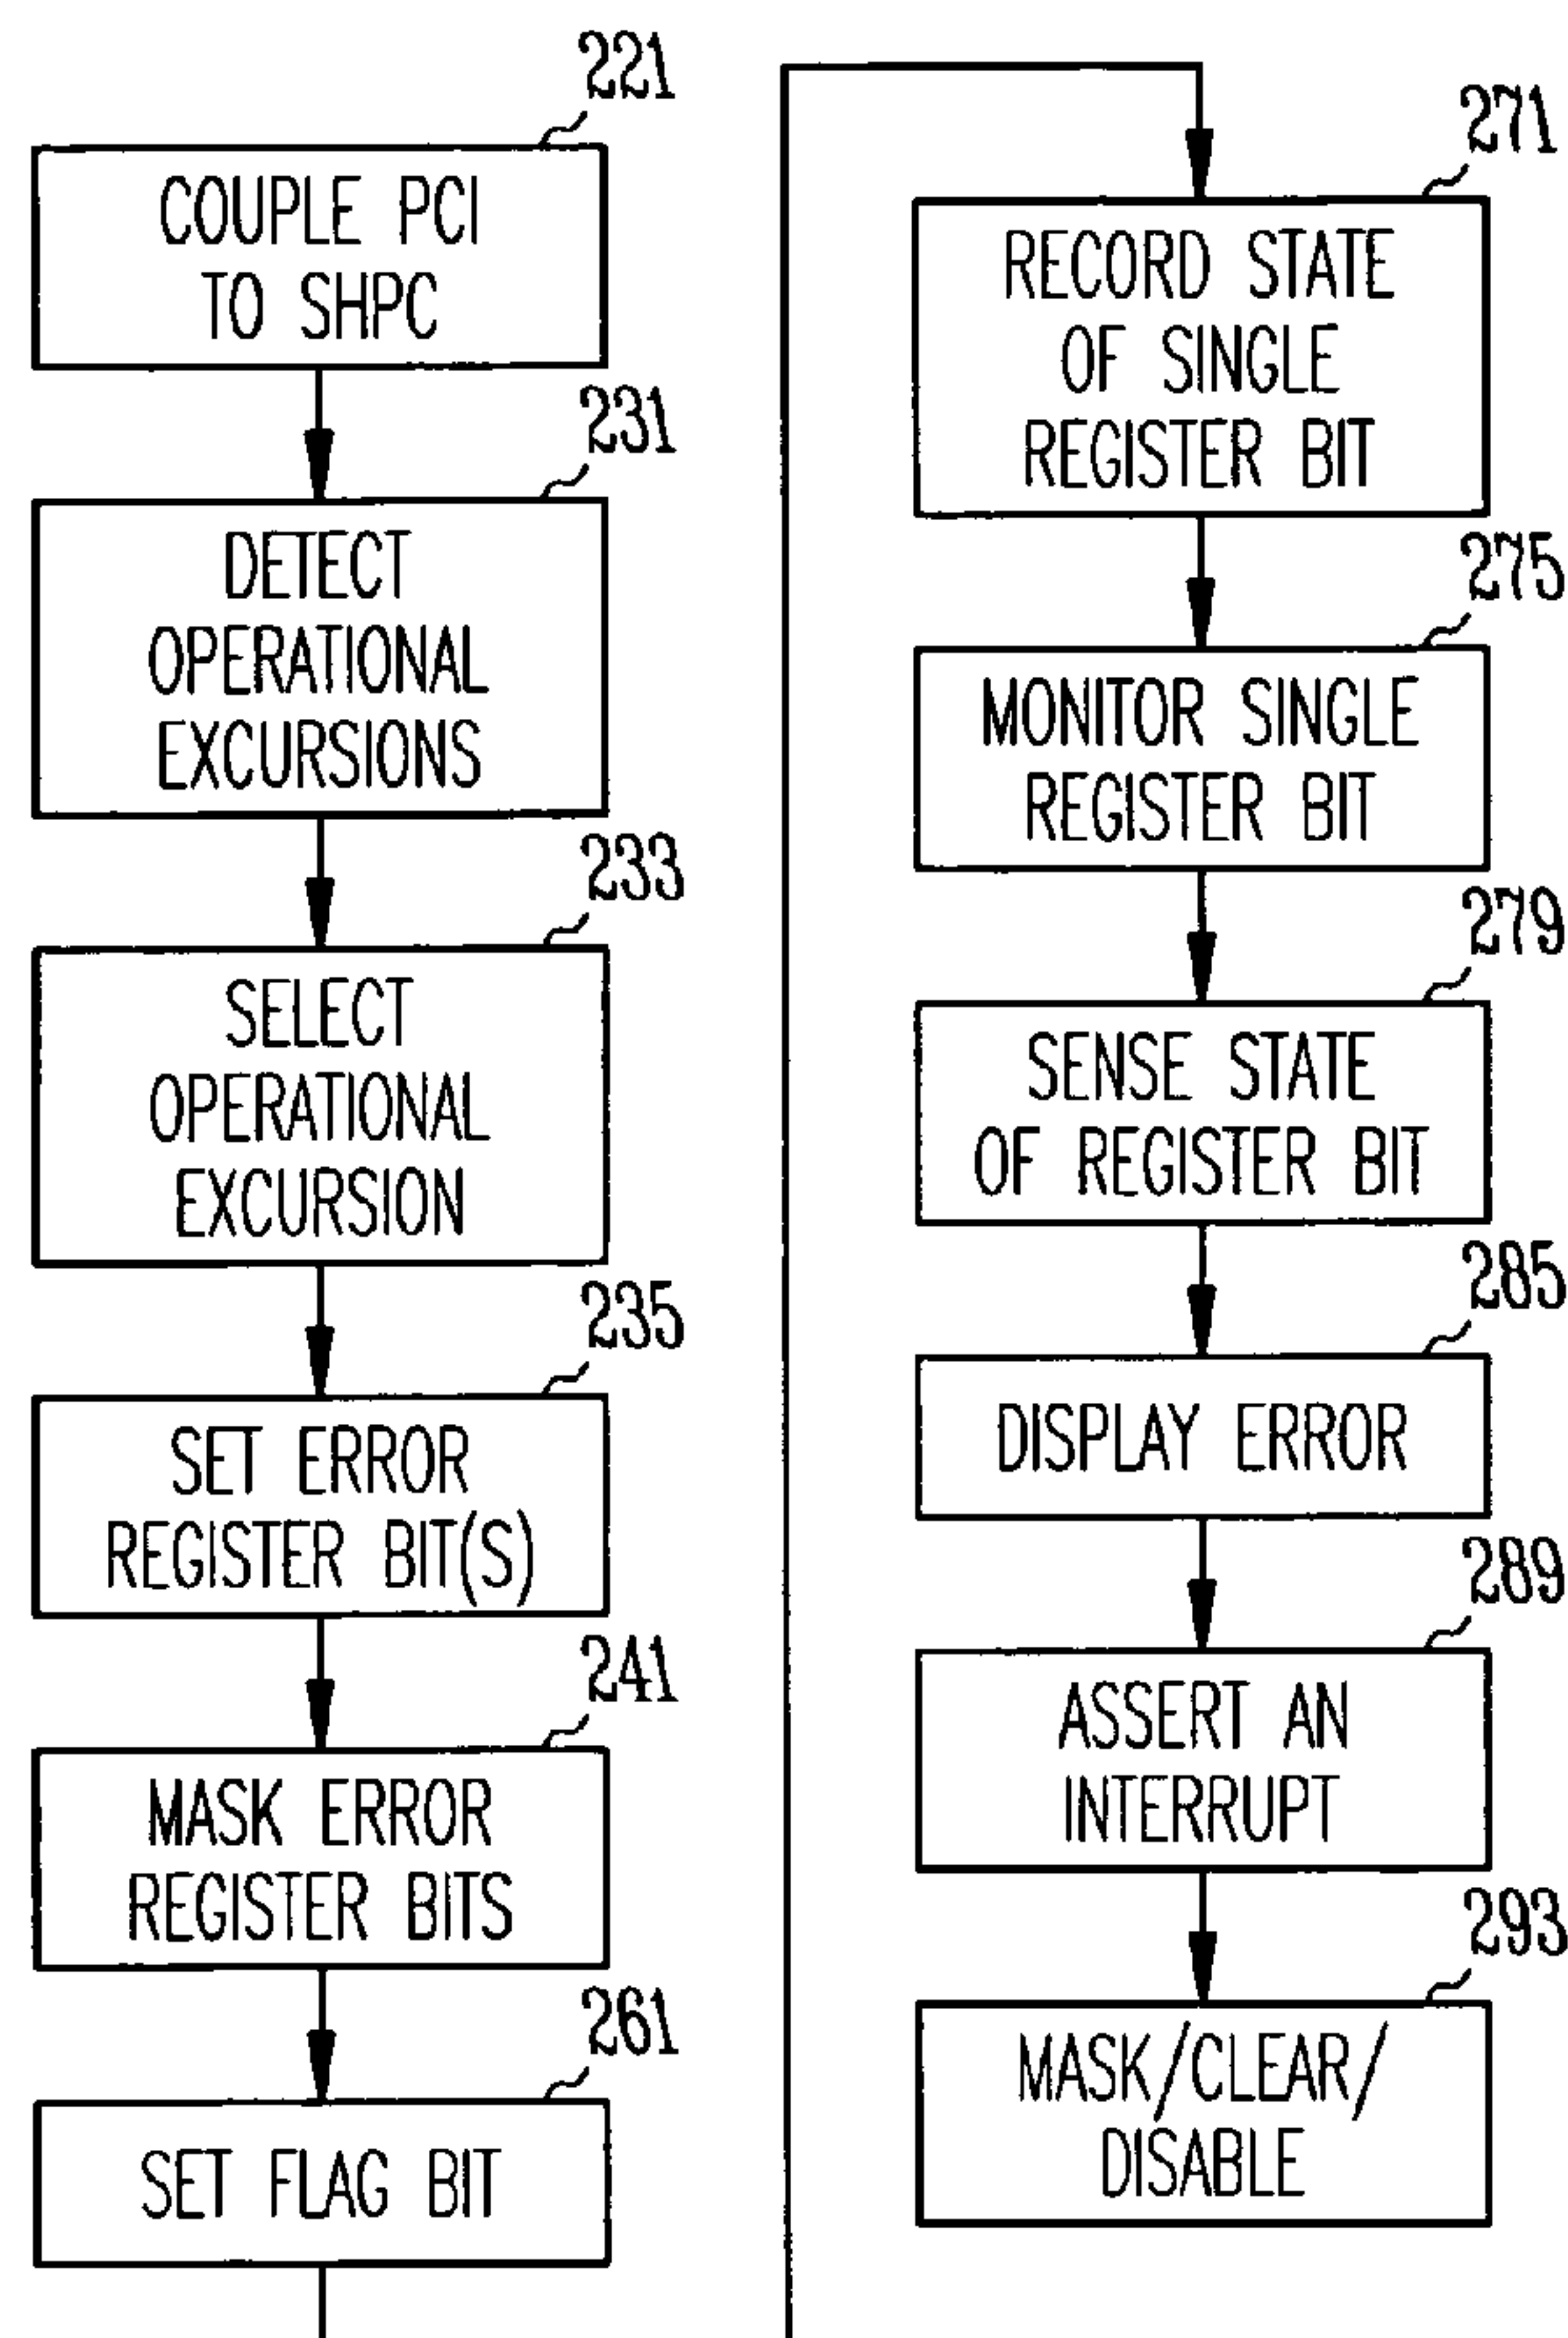 221
COUPLE PCI
TO SHPC
231
DETECT
OPERATIONAL
EXCURSIONS
233
SELECT
OPERATIONAL
EXCURSION
235
SET ERROR
REGISTER BIT(S)
241
MASK ERROR
REGISTER BITS
261
SET FLAG BIT
271
RECORD STATE
OF SINGLE
REGISTER BIT
275
MONITOR SINGLE
REGISTER BIT
279
SENSE STATE
OF REGISTER BIT
285
DISPLAY ERROR
289
ASSERT AN
INTERRUPT
293
MASK/CLEAR/
DISABLE